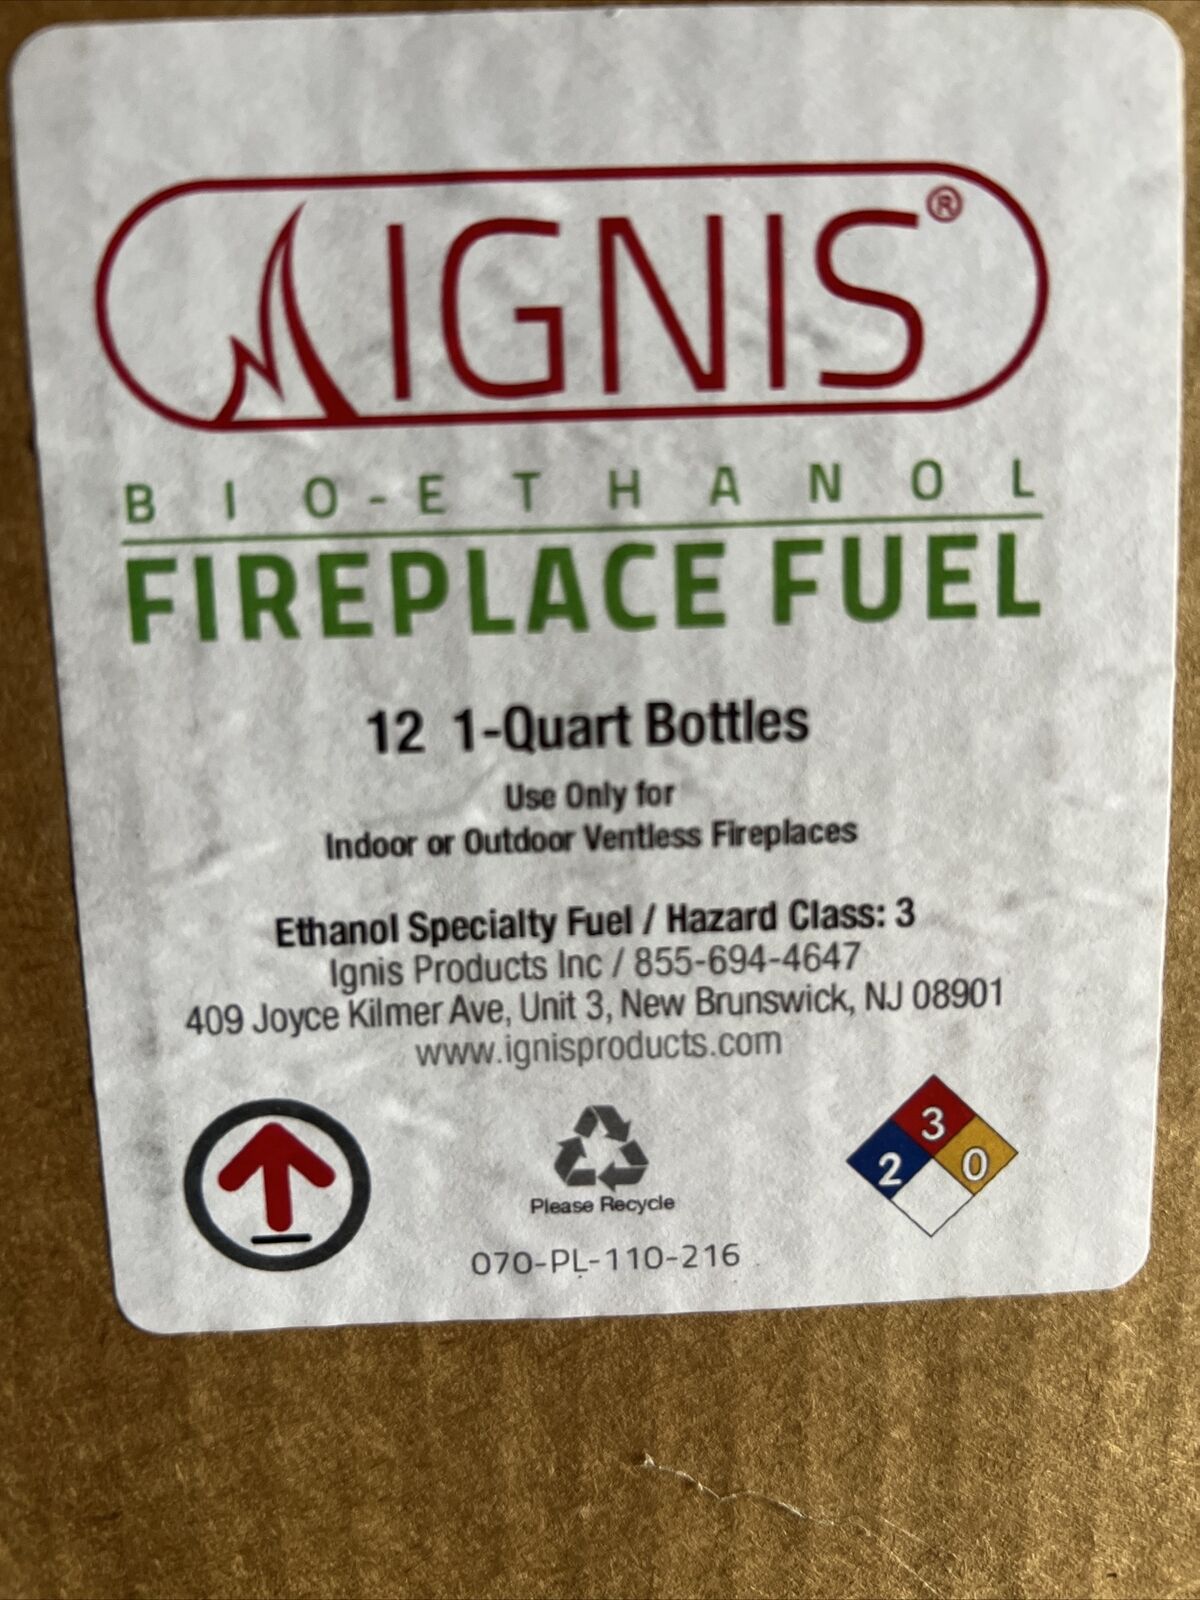 IGNIS®
BIO-ETHANOL
FIREPLACE FUEL
12 1-Quart Bottles
Use Only for
Indoor or Outdoor Ventless Fireplaces
Ethanol Specialty Fuel / Hazard Class: 3
Ignis Products Inc / 855-694-4647
409 Joyce Kilmer Ave, Unit 3, New Brunswick, NJ 08901
www.ignisproducts.com
3
2 0
Please Recycle
070-PL-110-216